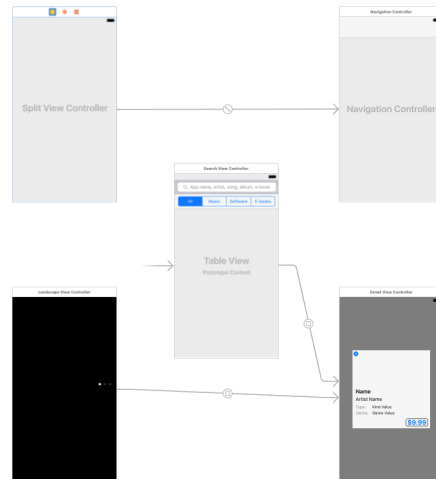 Navigation Controller
Split View Controller
Navigation Controller
Search View Controller
App name, artist, song, album, e-book
All
Music
Software
E-books
Table View
Prototype Content
Landscape View Controller
Detail View Controller
Name
Artist Name
Type: Kind Value
Genre: Genre Value
$9.99